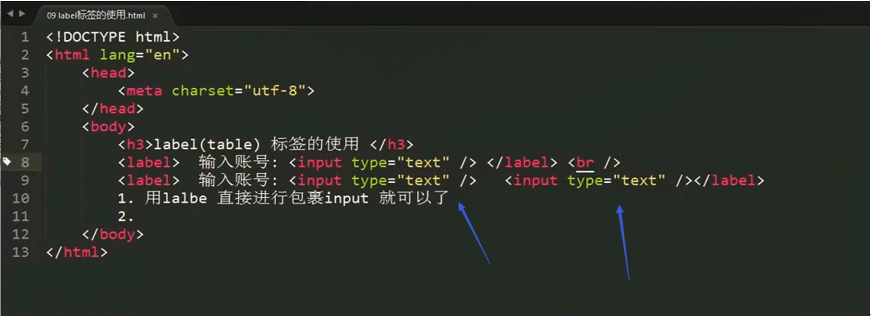 09 label标签的使用.html ×
1 <!DOCTYPE html>
2 <html lang="en">
3 <head>
4 <meta charset="utf-8">
5 </head>
6 <body>
7 <h3>label(table) 标签的使用 </h3>
8 <label> 输入账号: <input type="text" /> </label> <br />
9 <label> 输入账号: <input type="text" /> <input type="text" /></label>
10 1. 用lalbe 直接进行包裹input 就可以了
11 2.
12 </body>
13 </html>